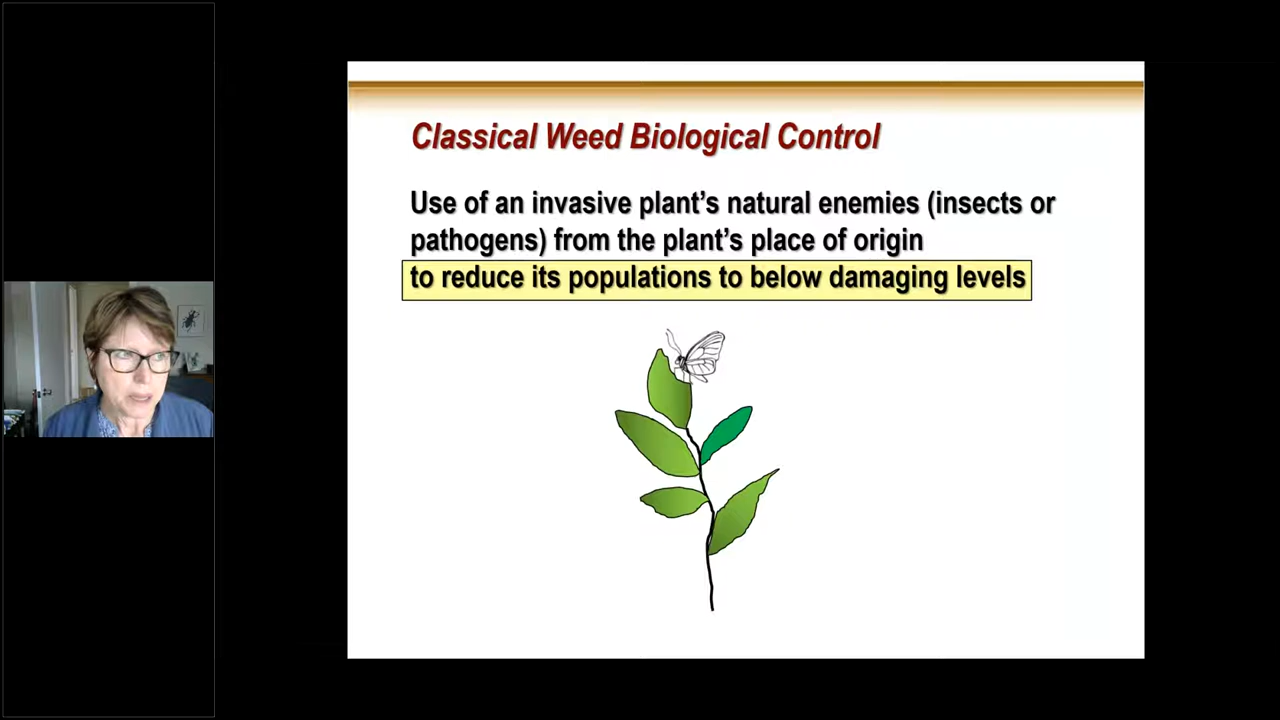 Classical Weed Biological Control
Use of an invasive plant’s natural enemies (insects or
pathogens) from the plant’s place of origin
to reduce its populations to below damaging levels